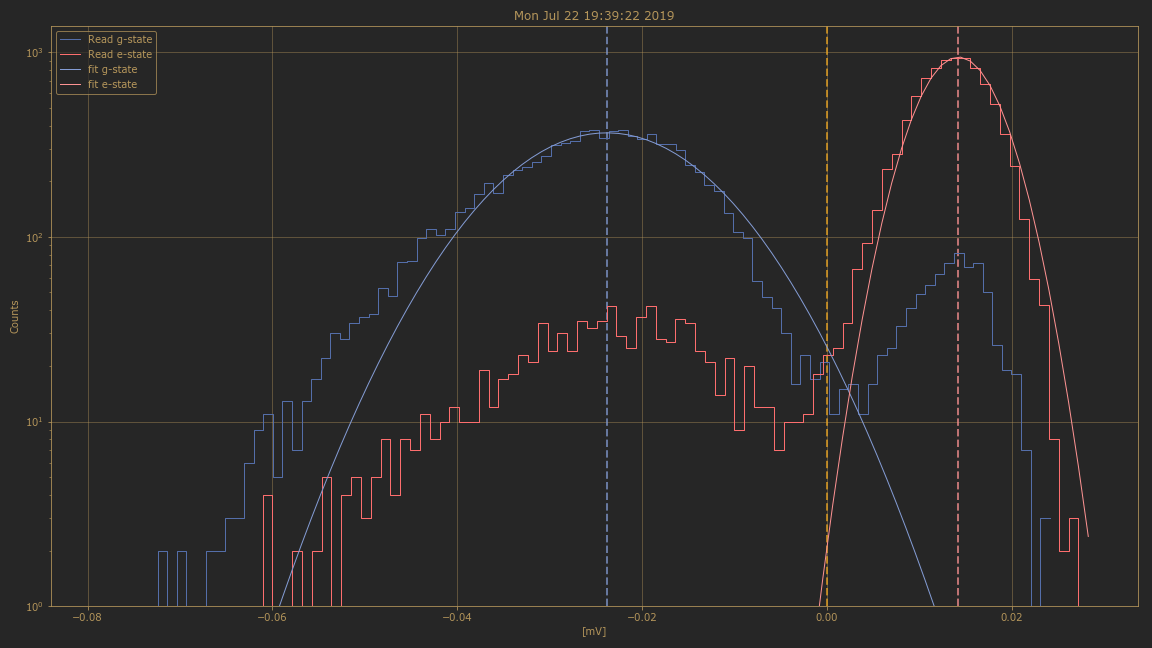 Mon Jul 22 19:39:22 2019
Read g-state
Read e-state
fit g-state
fit e-state
10³
10²
10¹
10⁰
Counts
−0.08
−0.06
−0.04
−0.02
0.00
0.02
[mV]